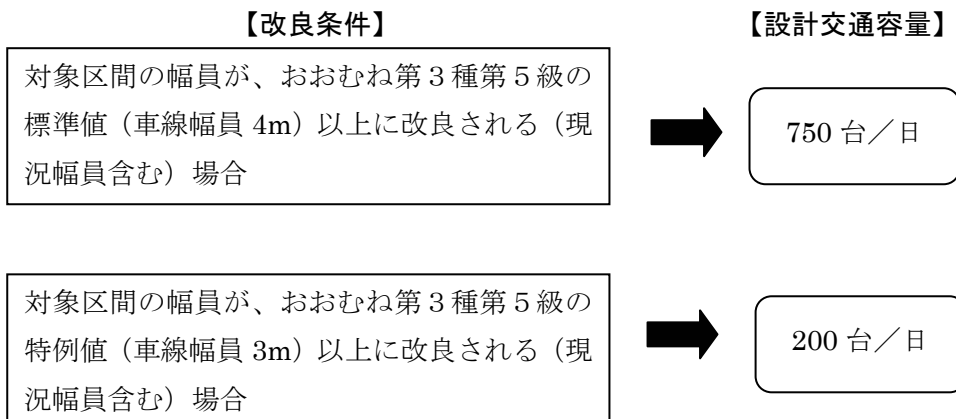 【改良条件】
【設計交通容量】
対象区間の幅員が、おおむね第３種第５級の
標準値（車線幅員 4m）以上に改良される（現
況幅員含む）場合
750 台／日
対象区間の幅員が、おおむね第３種第５級の
特例値（車線幅員 3m）以上に改良される（現
況幅員含む）場合
200 台／日